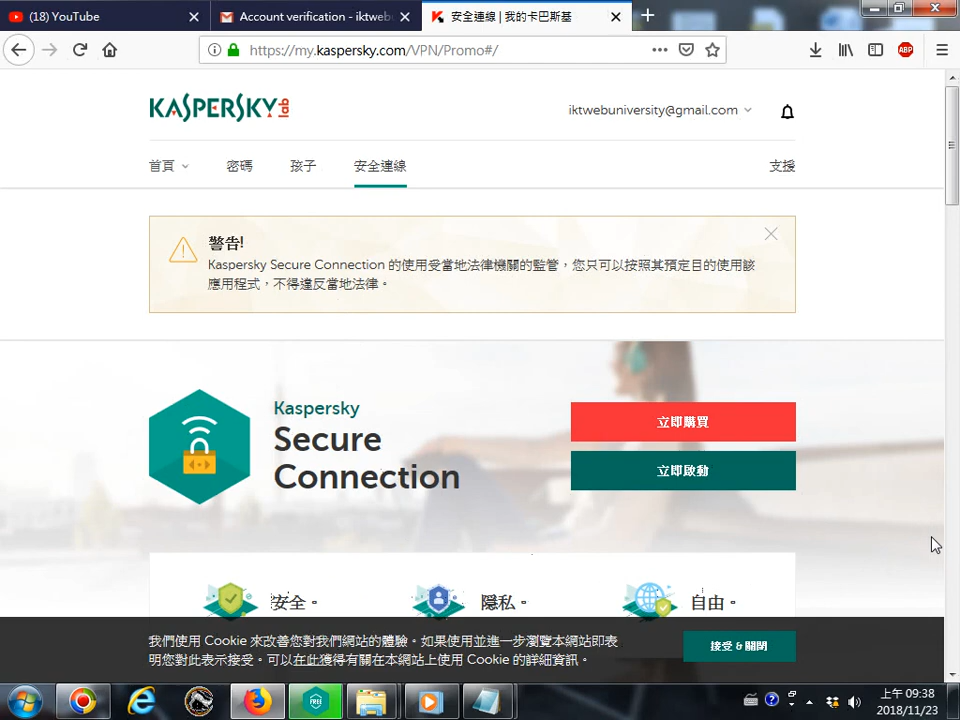 (18) YouTube
Account verification - iktweb
安全連線 | 我的卡巴斯基
https://my.kaspersky.com/VPN/Promo#/
ABP
KASPERSKY lab
iktwebuniversity@gmail.com
首頁 密碼 孩子 安全連線 支援
警告!
Kaspersky Secure Connection 的使用受當地法律機關的監管，您只可以按照其預定目的使用該
應用程式，不得違反當地法律。
Kaspersky
Secure
Connection
立即購買
立即啟動
安全。 隱私。 自由。
我們使用 Cookie 來改善您對我們網站的體驗。如果使用並進一步瀏覽本網站即表
明您對此表示接受。可以在此獲得有關在本網站上使用 Cookie 的詳細資訊。
接受 & 關閉
FREE
上午 09:38
2018/11/23